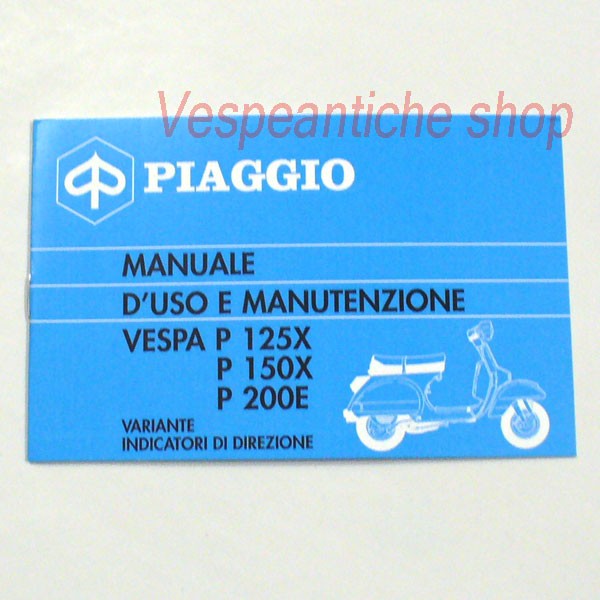 Vespeantiche shop
PIAGGIO
MANUALE
D'USO E MANUTENZIONE
VESPA P 125X
P 150X
P 200E
VARIANTE
INDICATORI DI DIREZIONE